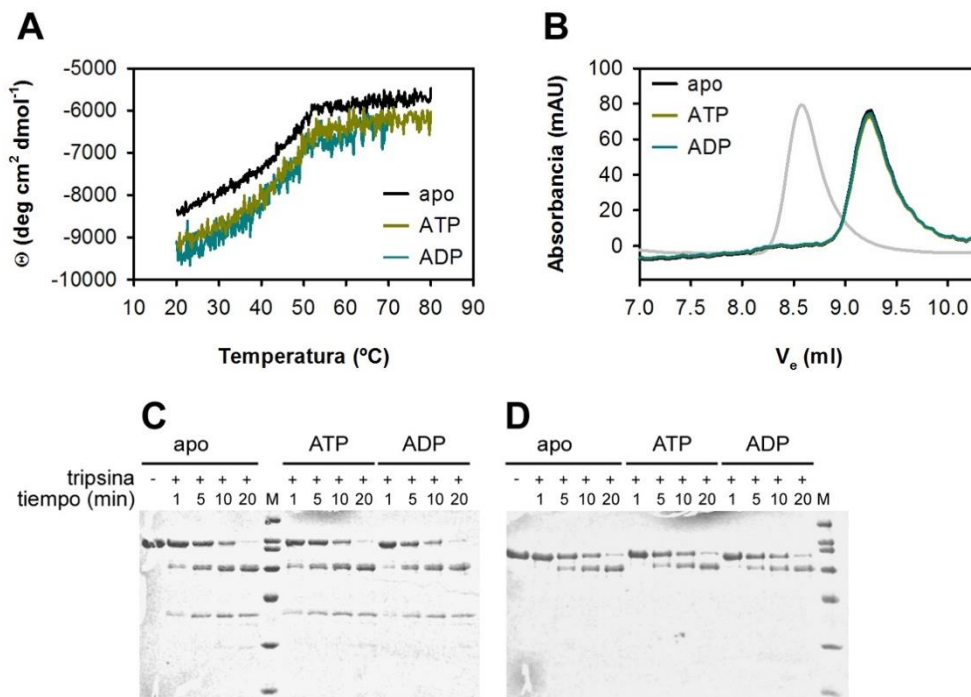 A
-5000
-6000
-7000
-8000
-9000
-10000
Θ (deg cm² dmol⁻¹)
apo
ATP
ADP
10 20 30 40 50 60 70 80 90
Temperatura (ºC)
B
100
80
60
40
20
0
Absorbancia (mAU)
apo
ATP
ADP
7.0 7.5 8.0 8.5 9.0 9.5 10.0
Vₑ (ml)
C
apo ATP ADP
tripsina - + + + + + + + + + + + +
tiempo (min) 1 5 10 20 M 1 5 10 20 1 5 10 20
D
apo ATP ADP
- + + + + + + + + + + + +
1 5 10 20 1 5 10 20 1 5 10 20 M